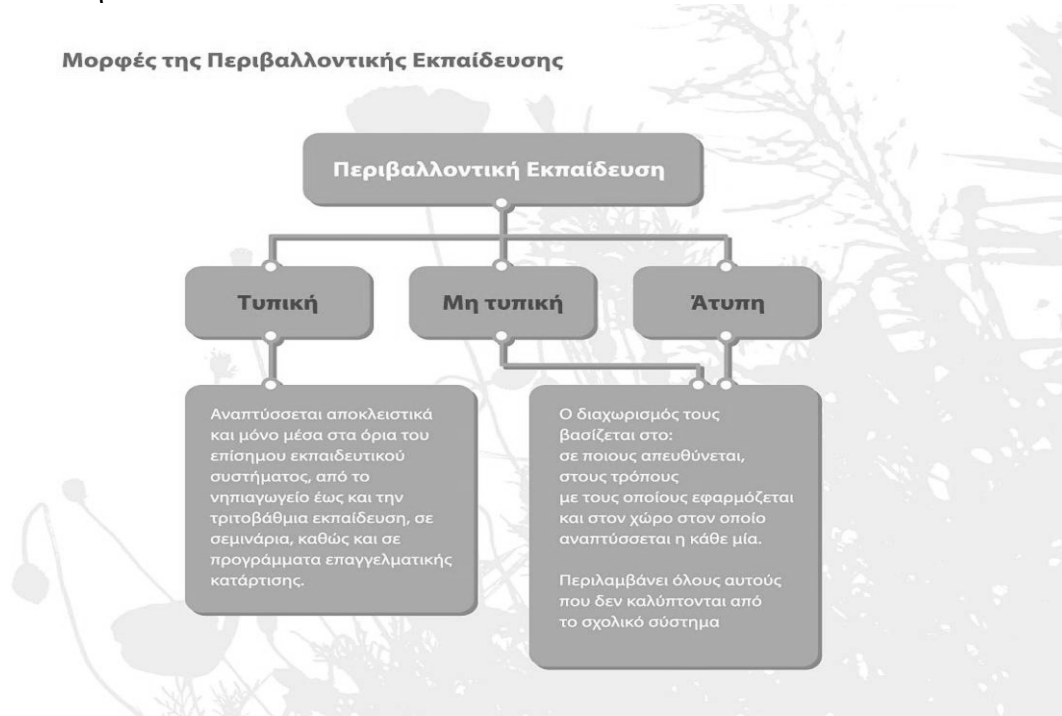 Μορφές της Περιβαλλοντικής Εκπαίδευσης
Περιβαλλοντική Εκπαίδευση
Τυπική
Μη τυπική
Άτυπη
Αναπτύσσεται αποκλειστικά
και μόνο μέσα στα όρια του
επίσημου εκπαιδευτικού
συστήματος, από το
νηπιαγωγείο έως και την
τριτοβάθμια εκπαίδευση, σε
σεμινάρια, καθώς και σε
προγράμματα επαγγελματικής
κατάρτισης.
Ο διαχωρισμός τους
βασίζεται στο:
σε ποιους απευθύνεται,
στους τρόπους
με τους οποίους εφαρμόζεται
και στον χώρο στον οποίο
αναπτύσσεται η κάθε μία.
Περιλαμβάνει όλους αυτούς
που δεν καλύπτονται από
το σχολικό σύστημα